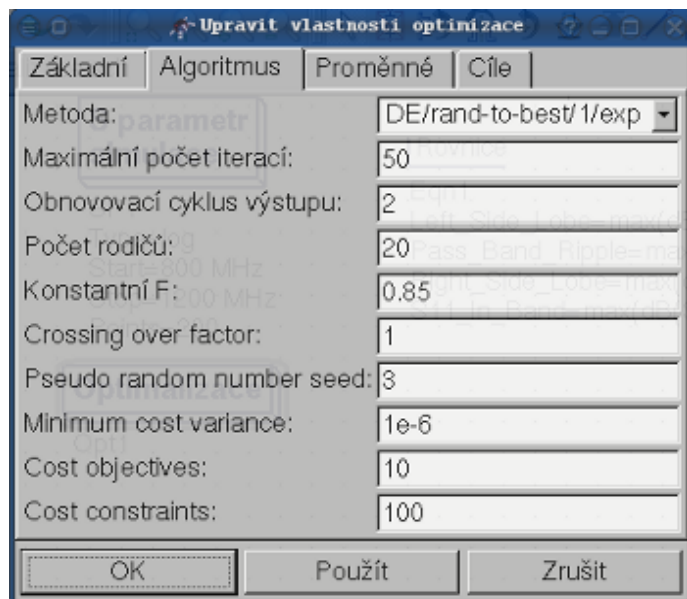 Upravit vlastnosti optimizace
Základní Algoritmus Proměnné Cíle
Metoda: DE/rand-to-best/1/exp
Maximální počet iterací: 50
Obnovovací cyklus výstupu: 2
Počet rodičů: 20
Konstantní F: 0.85
Crossing over factor: 1
Pseudo random number seed: 3
Minimum cost variance: 1e-6
Cost objectives: 10
Cost constraints: 100
OK Použít Zrušit